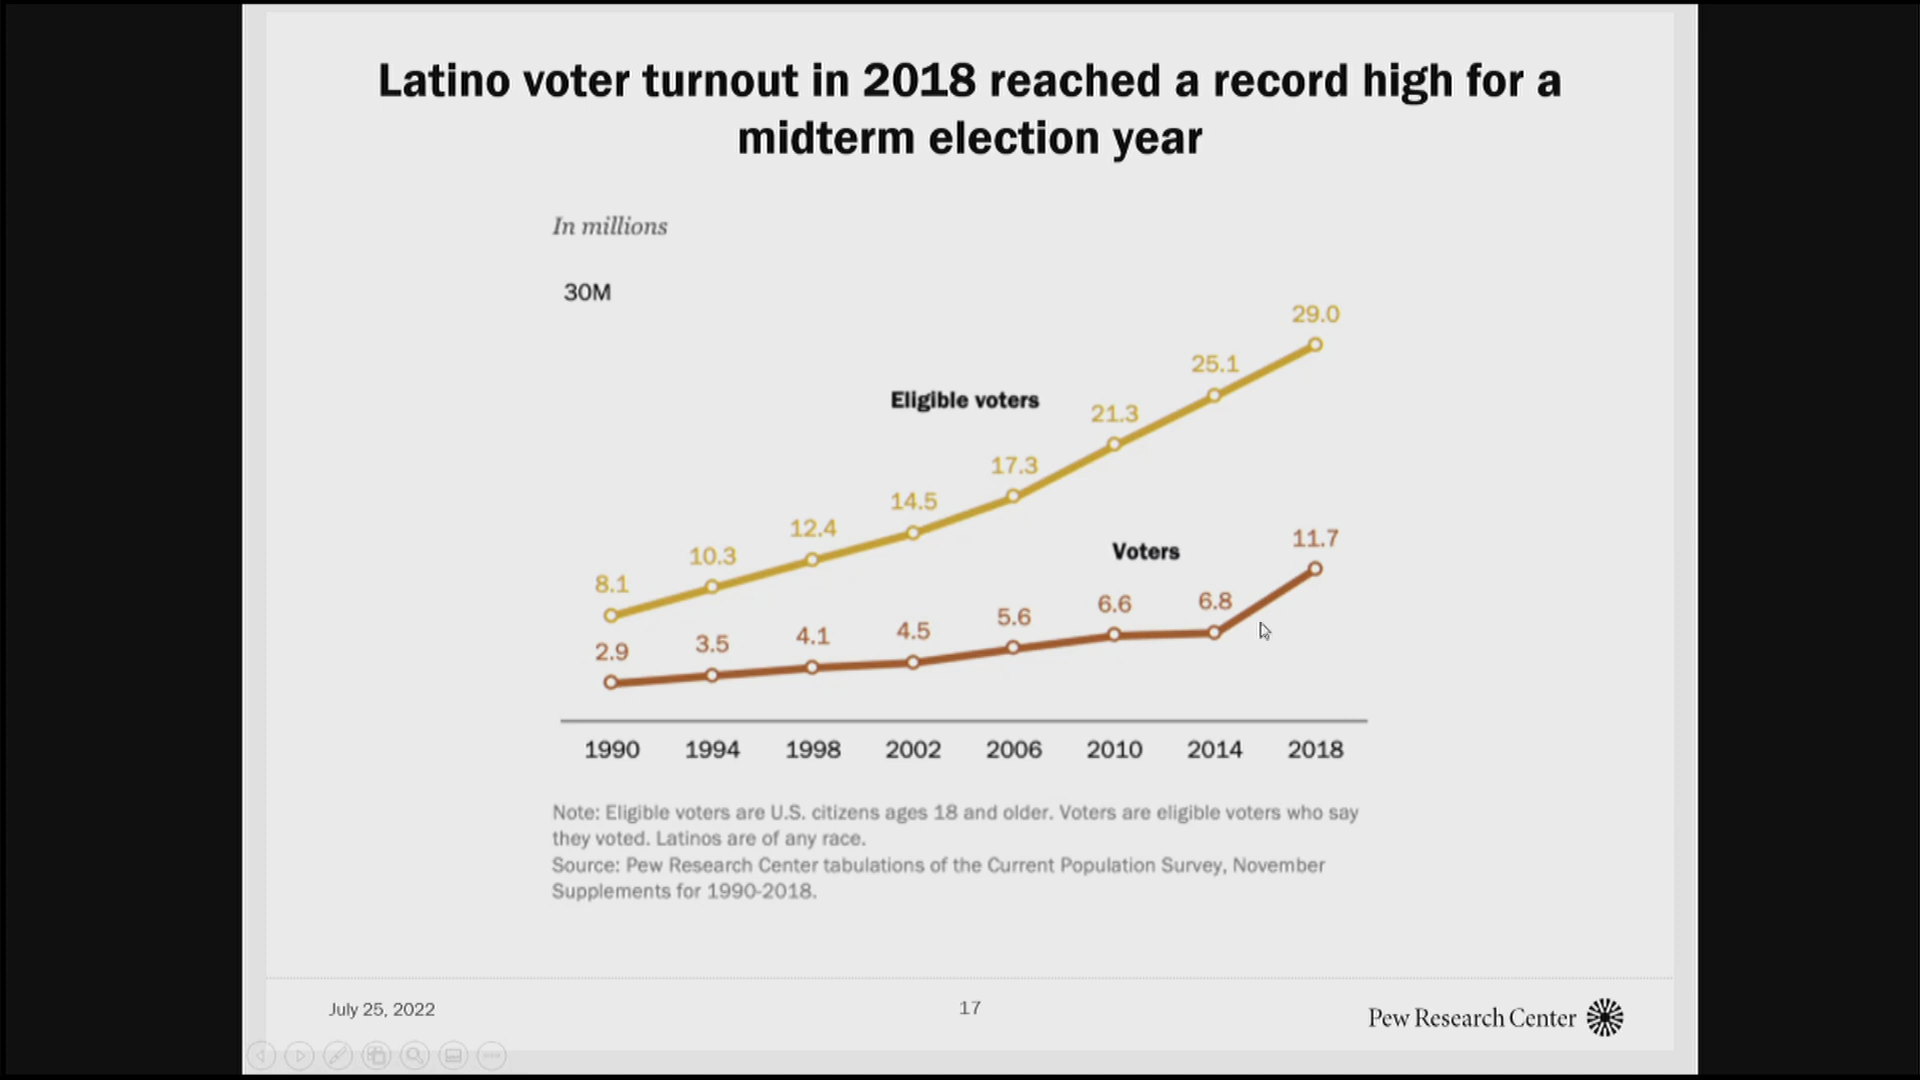 Latino voter turnout in 2018 reached a record high for a
midterm election year
In millions
30M
29.0
25.1
Eligible voters
21.3
17.3
14.5
12.4
10.3
8.1
11.7
Voters
6.8
6.6
5.6
4.5
4.1
3.5
2.9
1990 1994 1998 2002 2006 2010 2014 2018
Note: Eligible voters are U.S. citizens ages 18 and older. Voters are eligible voters who say
they voted. Latinos are of any race.
Source: Pew Research Center tabulations of the Current Population Survey, November
Supplements for 1990-2018.
July 25, 2022
17
Pew Research Center